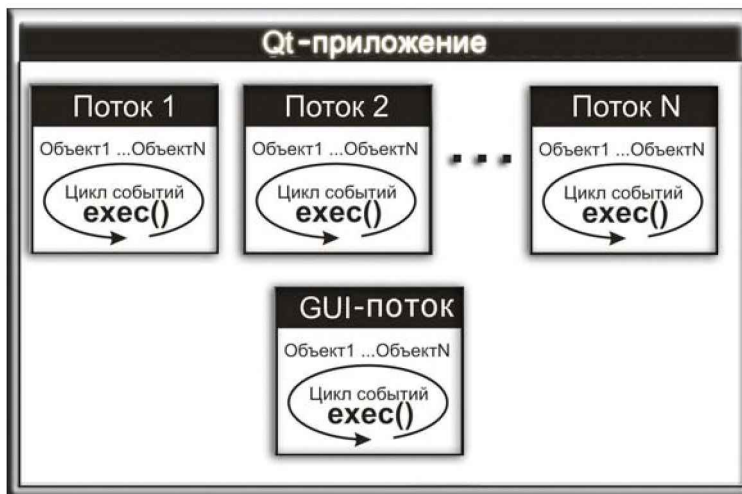 Qt-приложение
Поток 1
Объект1 ...ОбъектN
Цикл событий
exec()
Поток 2
Объект1 ...ОбъектN
Цикл событий
exec()
...
Поток N
Объект1 ...ОбъектN
Цикл событий
exec()
GUI-поток
Объект1 ...ОбъектN
Цикл событий
exec()